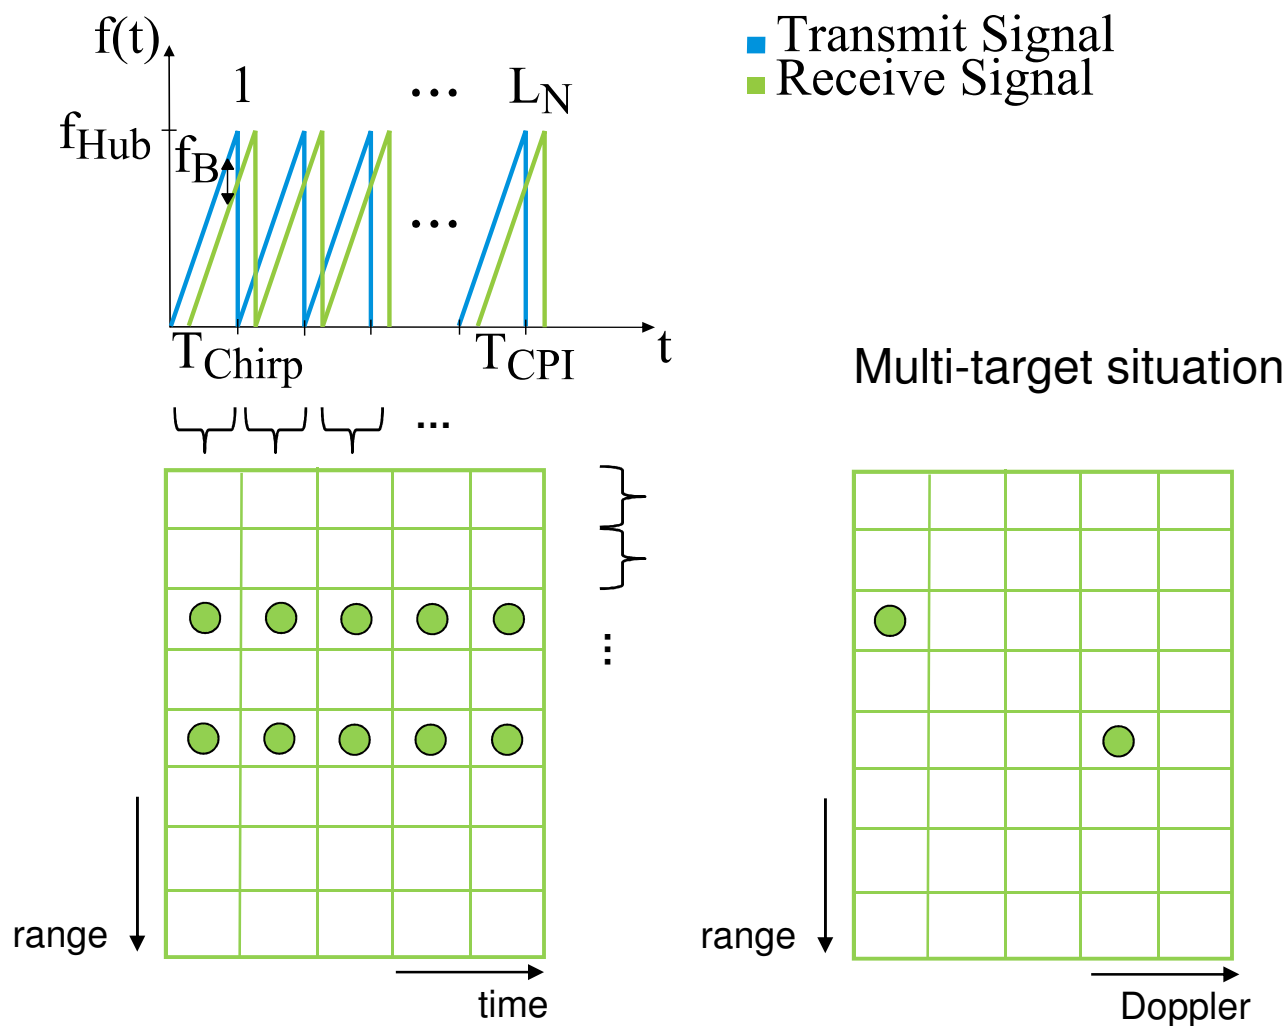 f(t)
Transmit Signal
Receive Signal
1 ... L_N
f_Hub
f_B
...
T_Chirp T_CPI t
Multi-target situation
...
...
range
time
range
Doppler